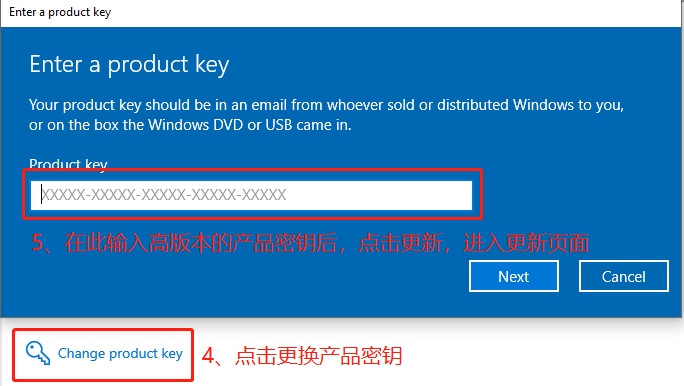 Enter a product key
Enter a product key
Your product key should be in an email from whoever sold or distributed Windows to you,
or on the box the Windows DVD or USB came in.
Product key
XXXXX-XXXXX-XXXXX-XXXXX-XXXXX
5、在此输入高版本的产品密钥后，点击更新，进入更新页面
Next Cancel
Change product key 4、点击更换产品密钥